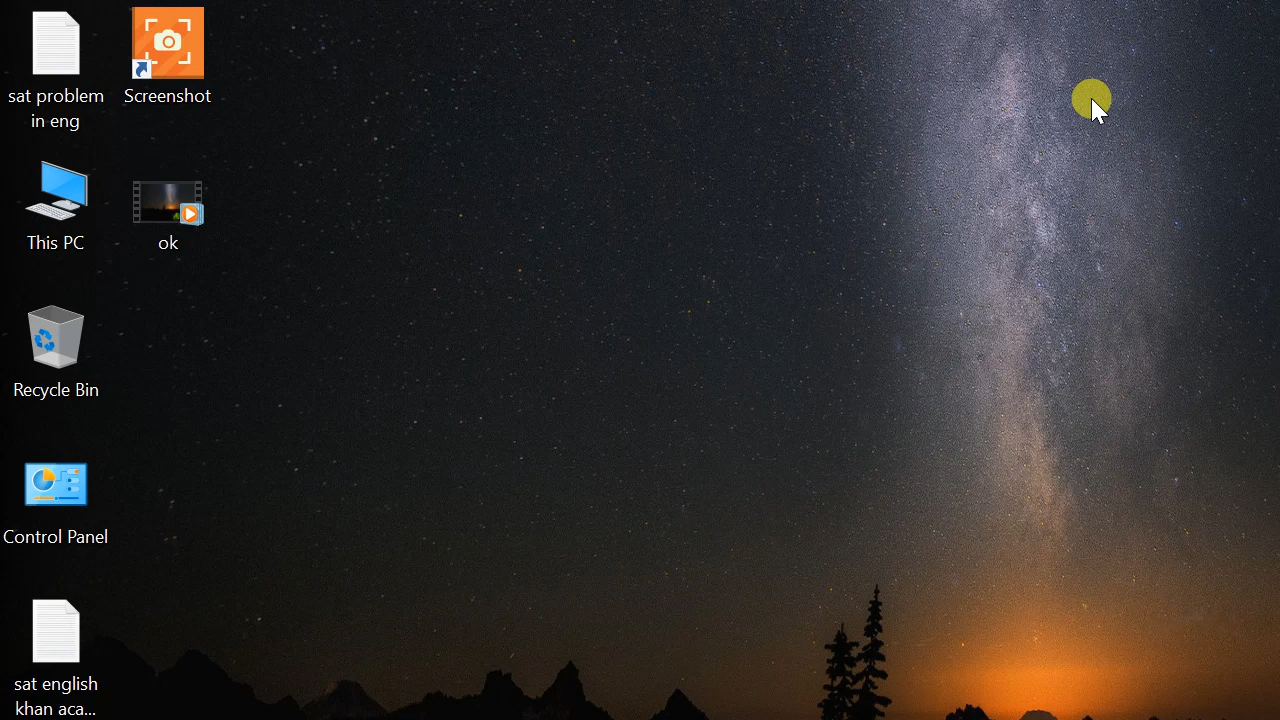 sat problem
in eng
This PC
Recycle Bin
Control Panel
sat english
khan aca...
Screenshot
ok